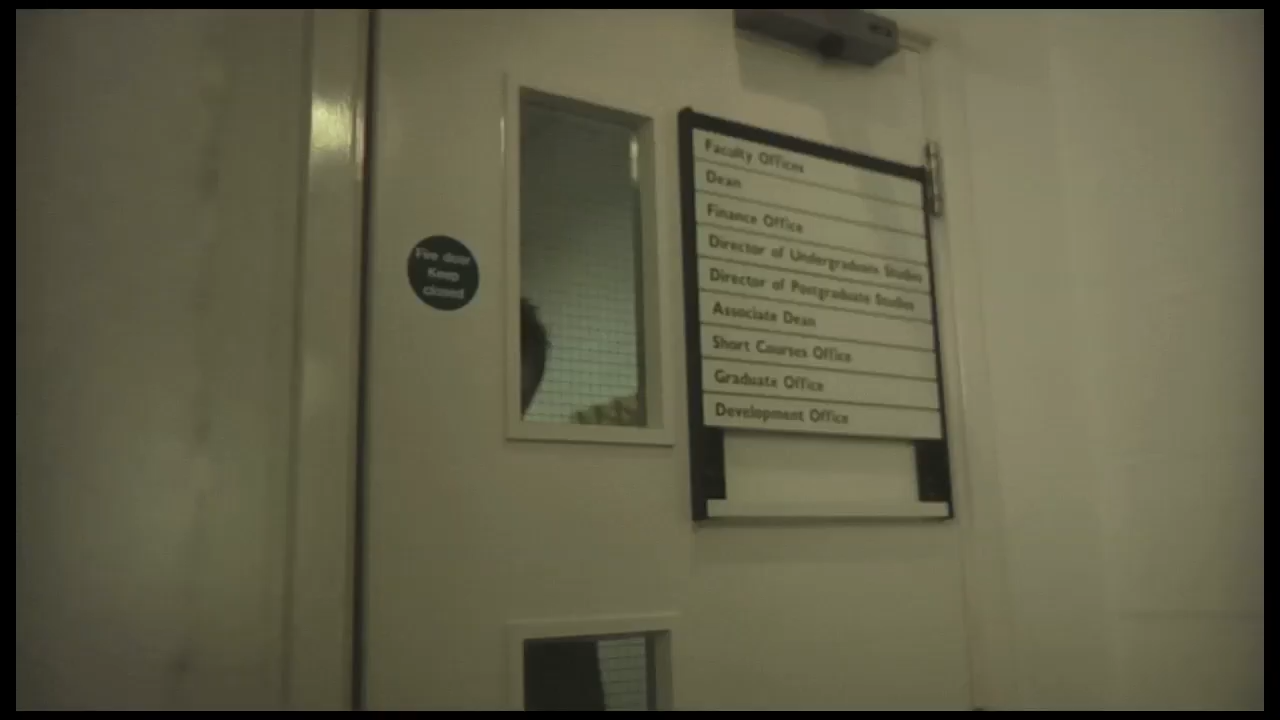 Fire door
Keep
closed
Faculty Offices
Dean
Finance Office
Director of Undergraduate Studies
Director of Postgraduate Studies
Associate Dean
Short Courses Office
Graduate Office
Development Office